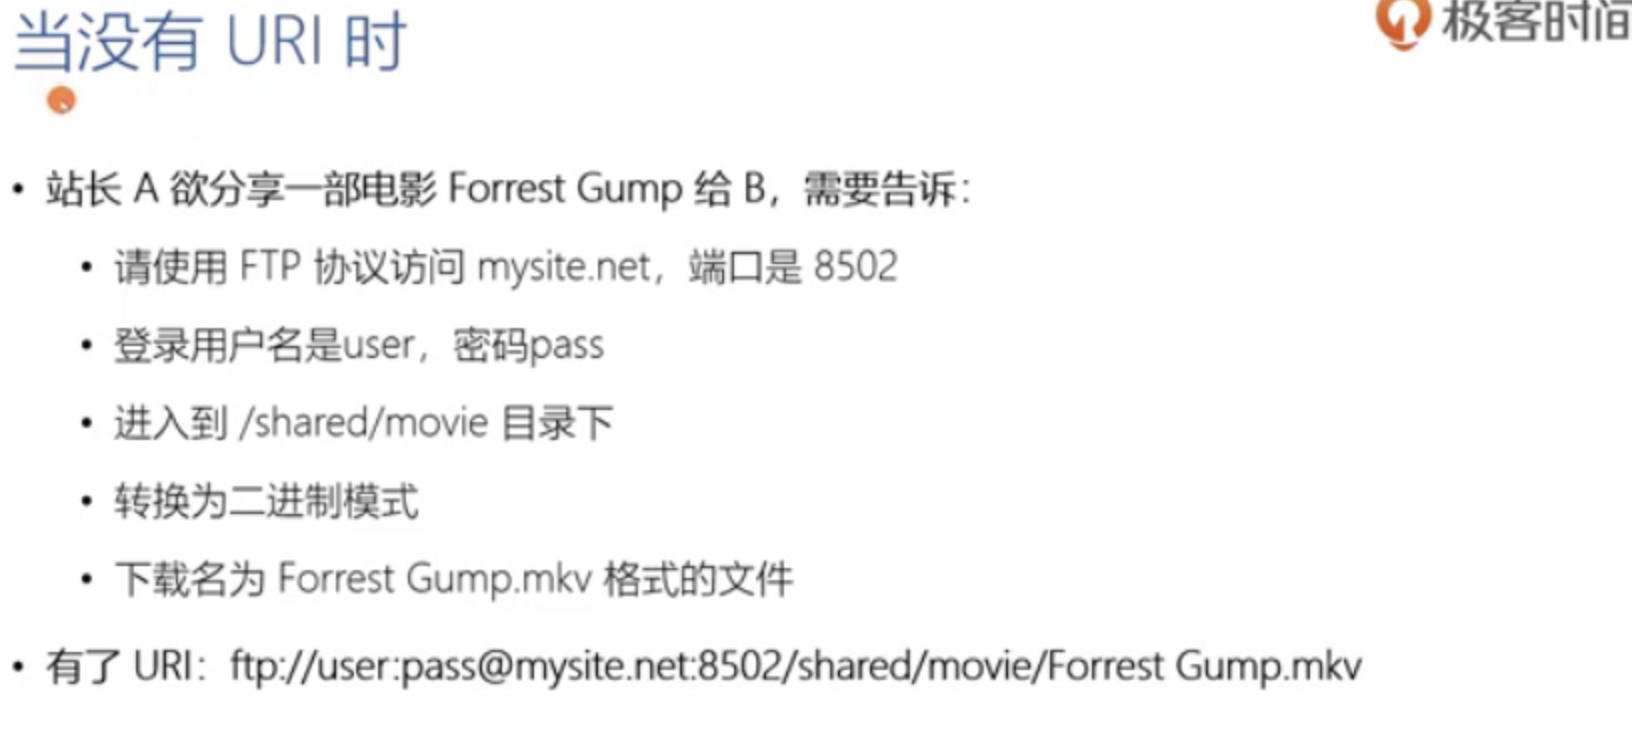 当没有 URI 时
极客时间
• 站长 A 欲分享一部电影 Forrest Gump 给 B，需要告诉：
• 请使用 FTP 协议访问 mysite.net，端口是 8502
• 登录用户名是user，密码pass
• 进入到 /shared/movie 目录下
• 转换为二进制模式
• 下载名为 Forrest Gump.mkv 格式的文件
• 有了 URI：ftp://user:pass@mysite.net:8502/shared/movie/Forrest Gump.mkv